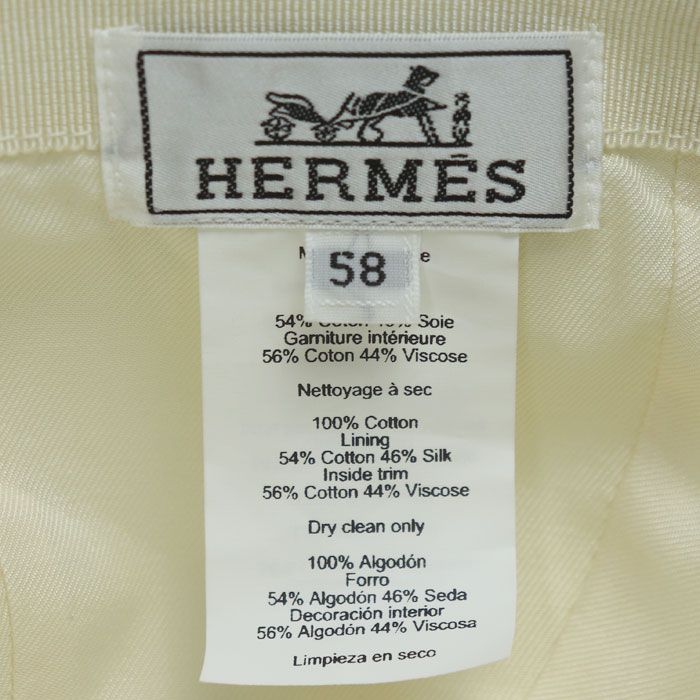 HERMÈS
58
54% Soie
Garniture intérieure
56% Coton 44% Viscose
Nettoyage à sec
100% Cotton
Lining
54% Cotton 46% Silk
Inside trim
56% Cotton 44% Viscose
Dry clean only
100% Algodón
Forro
54% Algodón 46% Seda
Decoración interior
56% Algodón 44% Viscosa
Limpieza en seco